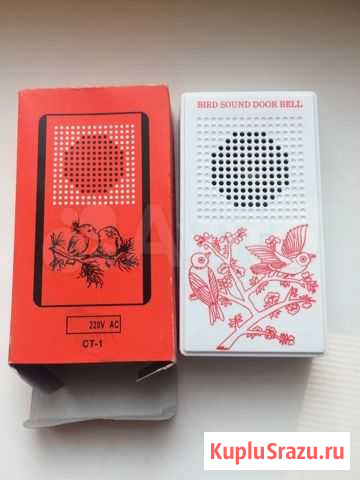 BIRD SOUND DOOR BELL
220V AC
CT-1
KupluSrazu.ru